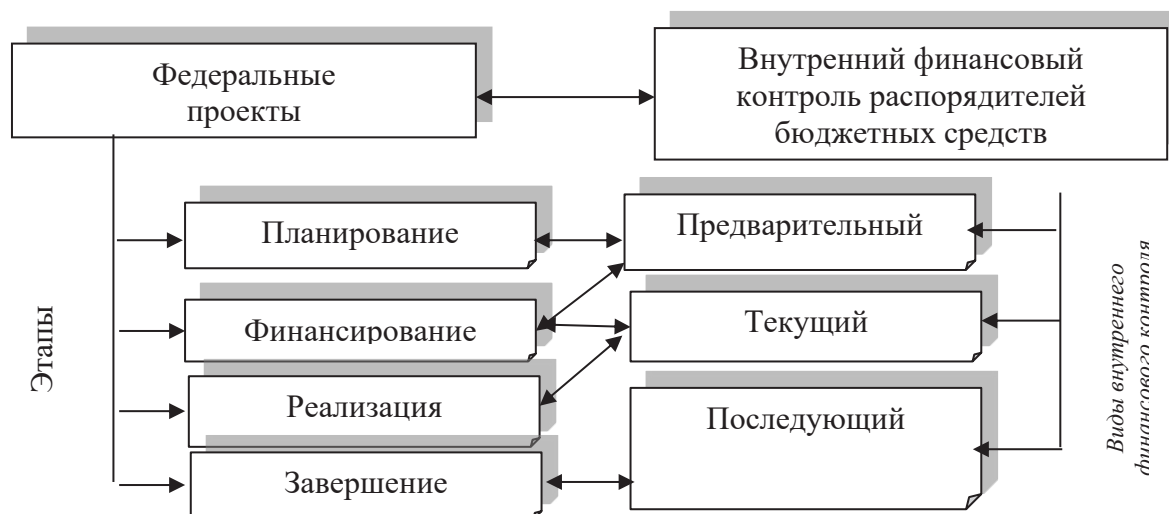 Федеральные
проекты
Внутренний финансовый
контроль распорядителей
бюджетных средств
Этапы
Планирование
Финансирование
Реализация
Завершение
Предварительный
Текущий
Последующий
Виды внутреннего
финансового контроля